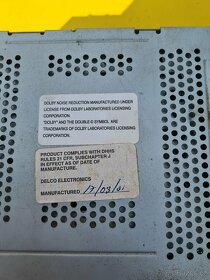 DOLBY NOISE REDUCTION MANUFACTURED UNDER
LICENSE FROM DOLBY LABORATORIES LICENSING
CORPORATION.
"DOLBY" AND THE DOUBLE-D SYMBOL ARE
TRADEMARKS OF DOLBY LABORATORIES LICENSING
CORPORATION.
PRODUCT COMPLIES WITH DHHS
RULES 21 CFR, SUBCHAPTER J
IN EFFECT AS OF DATE OF
MANUFACTURE.
DELCO ELECTRONICS
MANUFACTURED